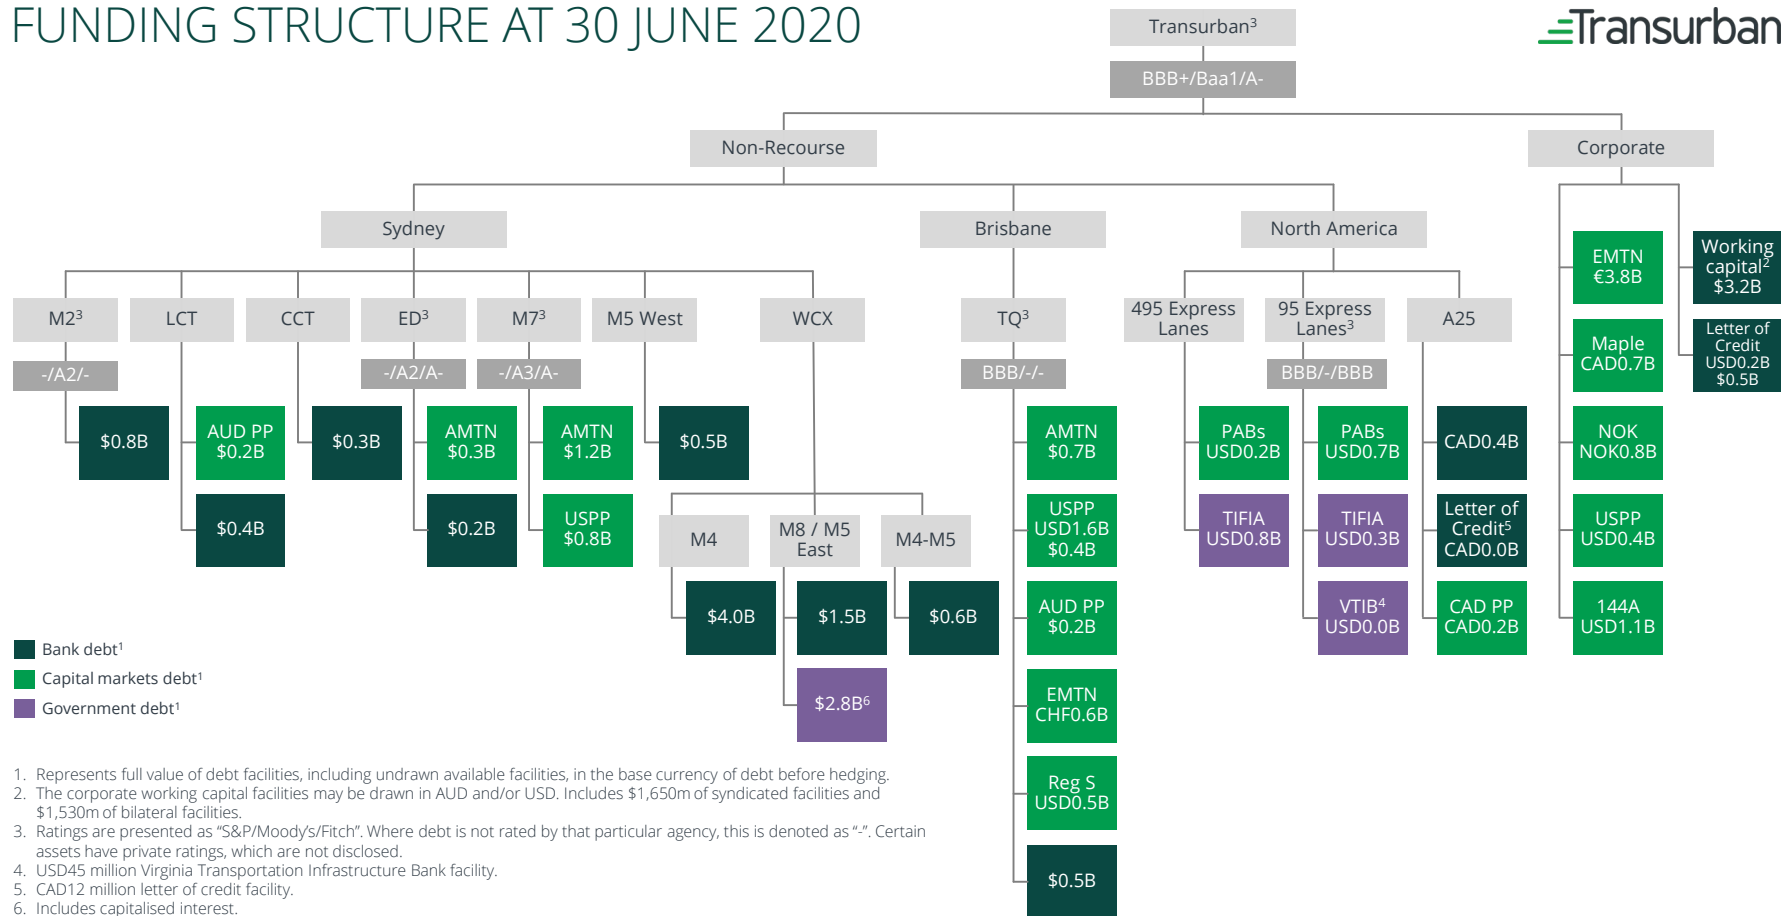 FUNDING STRUCTURE AT 30 JUNE 2020
Transurban³
Transurban
BBB+/Baa1/A-
Non-Recourse
Corporate
Sydney
Brisbane
North America
M2³
LCT
CCT
ED³
M7³
M5 West
WCX
TQ³
495 Express
Lanes
95 Express
Lanes³
A25
-/A2/-
-/A2/A-
-/A3/A-
BBB/-/-
BBB/-/BBB
EMTN
€3.8B
Working
capital²
$3.2B
Maple
CAD0.7B
Letter of
Credit
USD0.2B
$0.5B
$0.8B
AUD PP
$0.2B
$0.3B
AMTN
$0.3B
AMTN
$1.2B
$0.5B
AMTN
$0.7B
PABs
USD0.2B
PABs
USD0.7B
CAD0.4B
NOK
NOK0.8B
$0.4B
$0.2B
USPP
$0.8B
M4
M8 / M5
East
M4-M5
USPP
USD1.6B
$0.4B
TIFIA
USD0.8B
TIFIA
USD0.3B
Letter of
Credit⁵
CAD0.0B
USPP
USD0.4B
$4.0B
$1.5B
$0.6B
AUD PP
$0.2B
VTIB⁴
USD0.0B
CAD PP
CAD0.2B
144A
USD1.1B
$2.8B⁶
EMTN
CHF0.6B
Reg S
USD0.5B
$0.5B
Bank debt¹
Capital markets debt¹
Government debt¹
1. Represents full value of debt facilities, including undrawn available facilities, in the base currency of debt before hedging.
2. The corporate working capital facilities may be drawn in AUD and/or USD. Includes $1,650m of syndicated facilities and
$1,530m of bilateral facilities.
3. Ratings are presented as “S&P/Moody’s/Fitch”. Where debt is not rated by that particular agency, this is denoted as “-”. Certain
assets have private ratings, which are not disclosed.
4. USD45 million Virginia Transportation Infrastructure Bank facility.
5. CAD12 million letter of credit facility.
6. Includes capitalised interest.